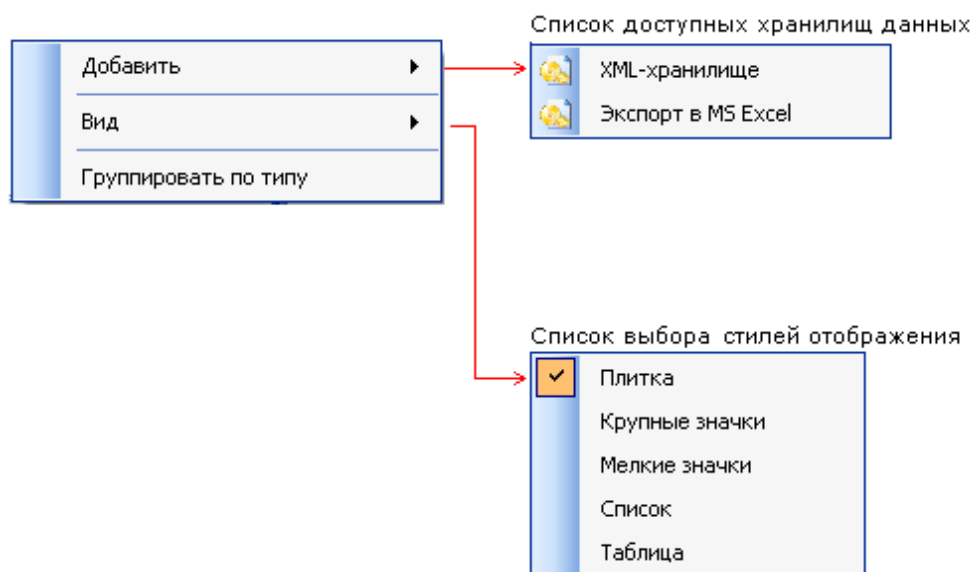 Список доступных хранилищ данных
Добавить
XML-хранилище
Вид
Экспорт в MS Excel
Группировать по типу
Список выбора стилей отображения
Плитка
Крупные значки
Мелкие значки
Список
Таблица